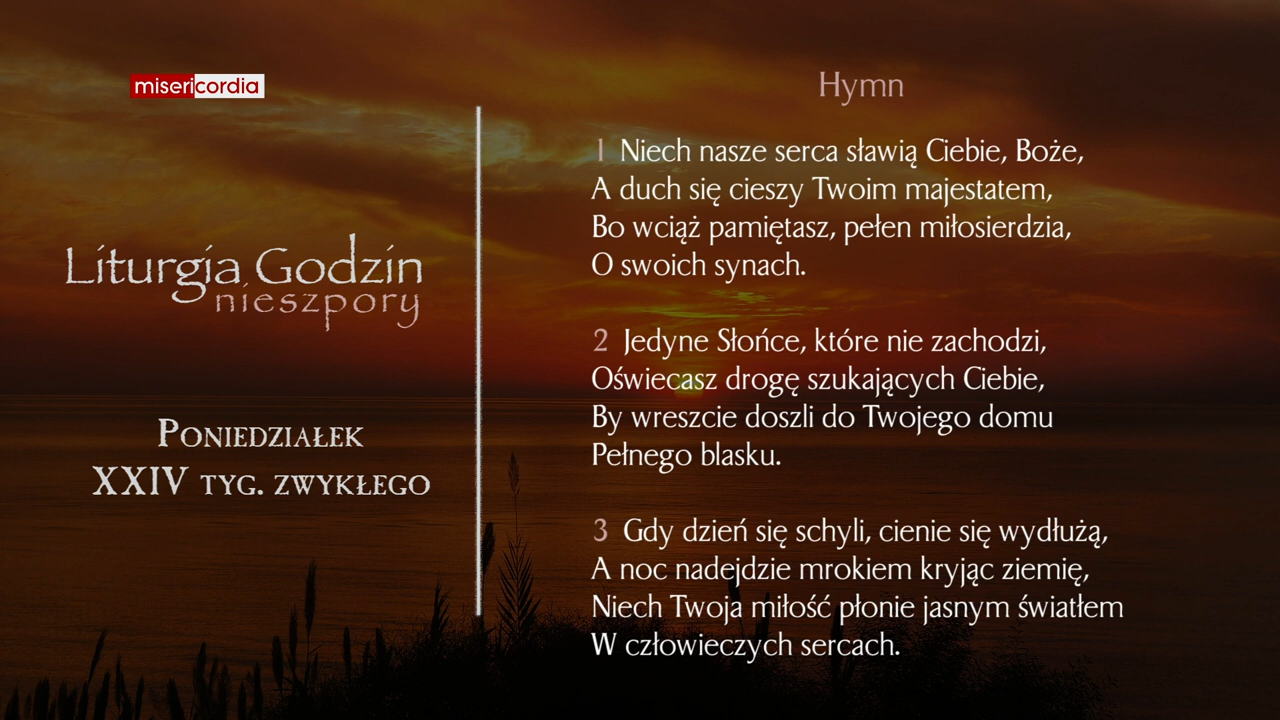 misericordia
Liturgia Godzin
nieszpory
Poniedziałek
XXIV tyg. zwykłego
Hymn
1 Niech nasze serca sławią Ciebie, Boże,
A duch się cieszy Twoim majestatem,
Bo wciąż pamiętasz, pełen miłosierdzia,
O swoich synach.
2 Jedyne Słońce, które nie zachodzi,
Oświecasz drogę szukających Ciebie,
By wreszcie doszli do Twojego domu
Pełnego blasku.
3 Gdy dzień się schyli, cienie się wydłużą,
A noc nadejdzie mrokiem kryjąc ziemię,
Niech Twoja miłość płonie jasnym światłem
W człowieczych sercach.